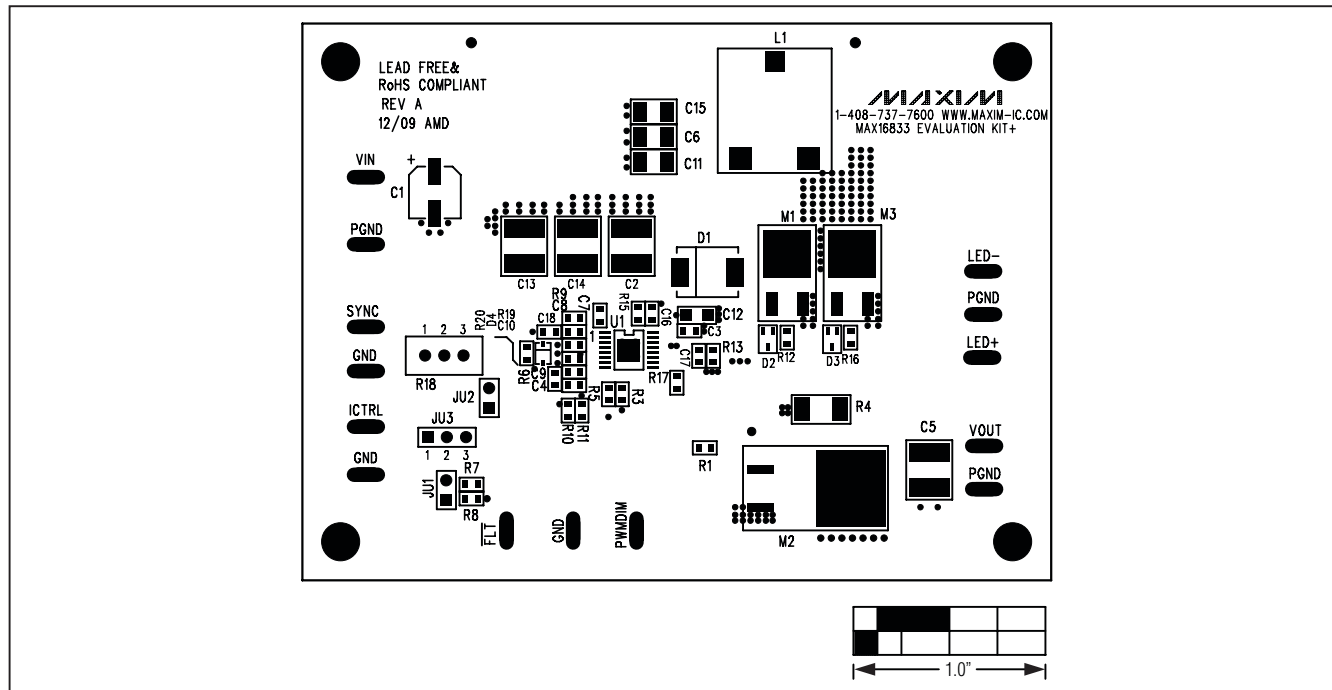 LEAD FREE&
RoHS COMPLIANT
REV A
12/09 AMD
L1
MAXIM
1-408-737-7600 WWW.MAXIM-IC.COM
MAX16833 EVALUATION KIT+
C15
C6
C11
VIN
+
C1
PGND
C13
C14
C2
D1
M1
M3
LED-
PGND
LED+
SYNC
GND
1 2 3
R18
R20
D4
R19
C10
R9
C8
C18
C7
1
U1
R15
C16
C12
C3
C17
R13
D2
R12
D3
R16
R6
C9
C4
R5
R3
R17
R10
R11
JU2
ICTRL
JU3
1 2 3
GND
JU1
R7
R8
R4
R1
C5
VOUT
PGND
M2
FLT
GND
PWMDIM
1.0"